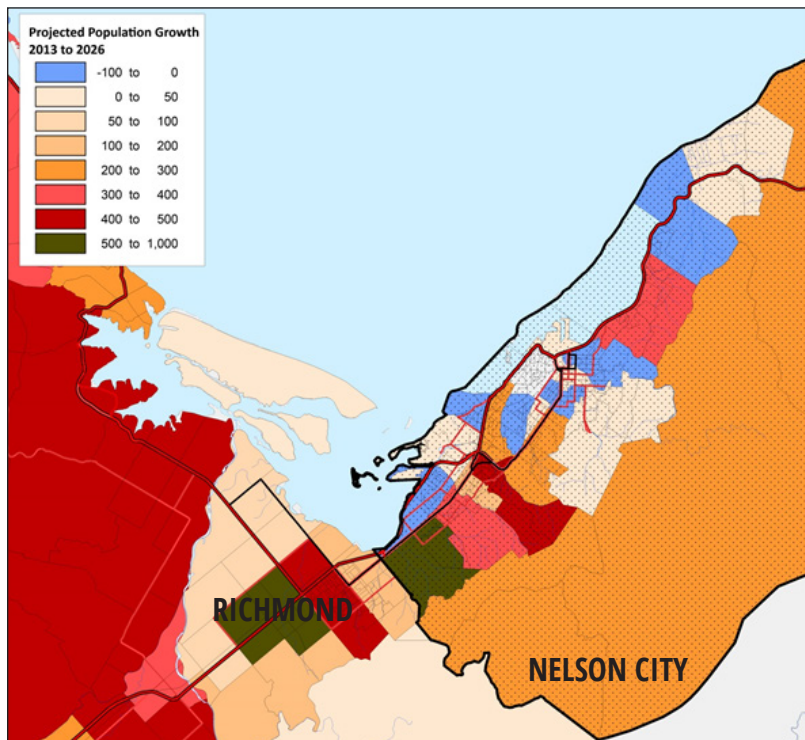 Projected Population Growth
2013 to 2026
-100 to 0
0 to 50
50 to 100
100 to 200
200 to 300
300 to 400
400 to 500
500 to 1,000
RICHMOND
NELSON CITY